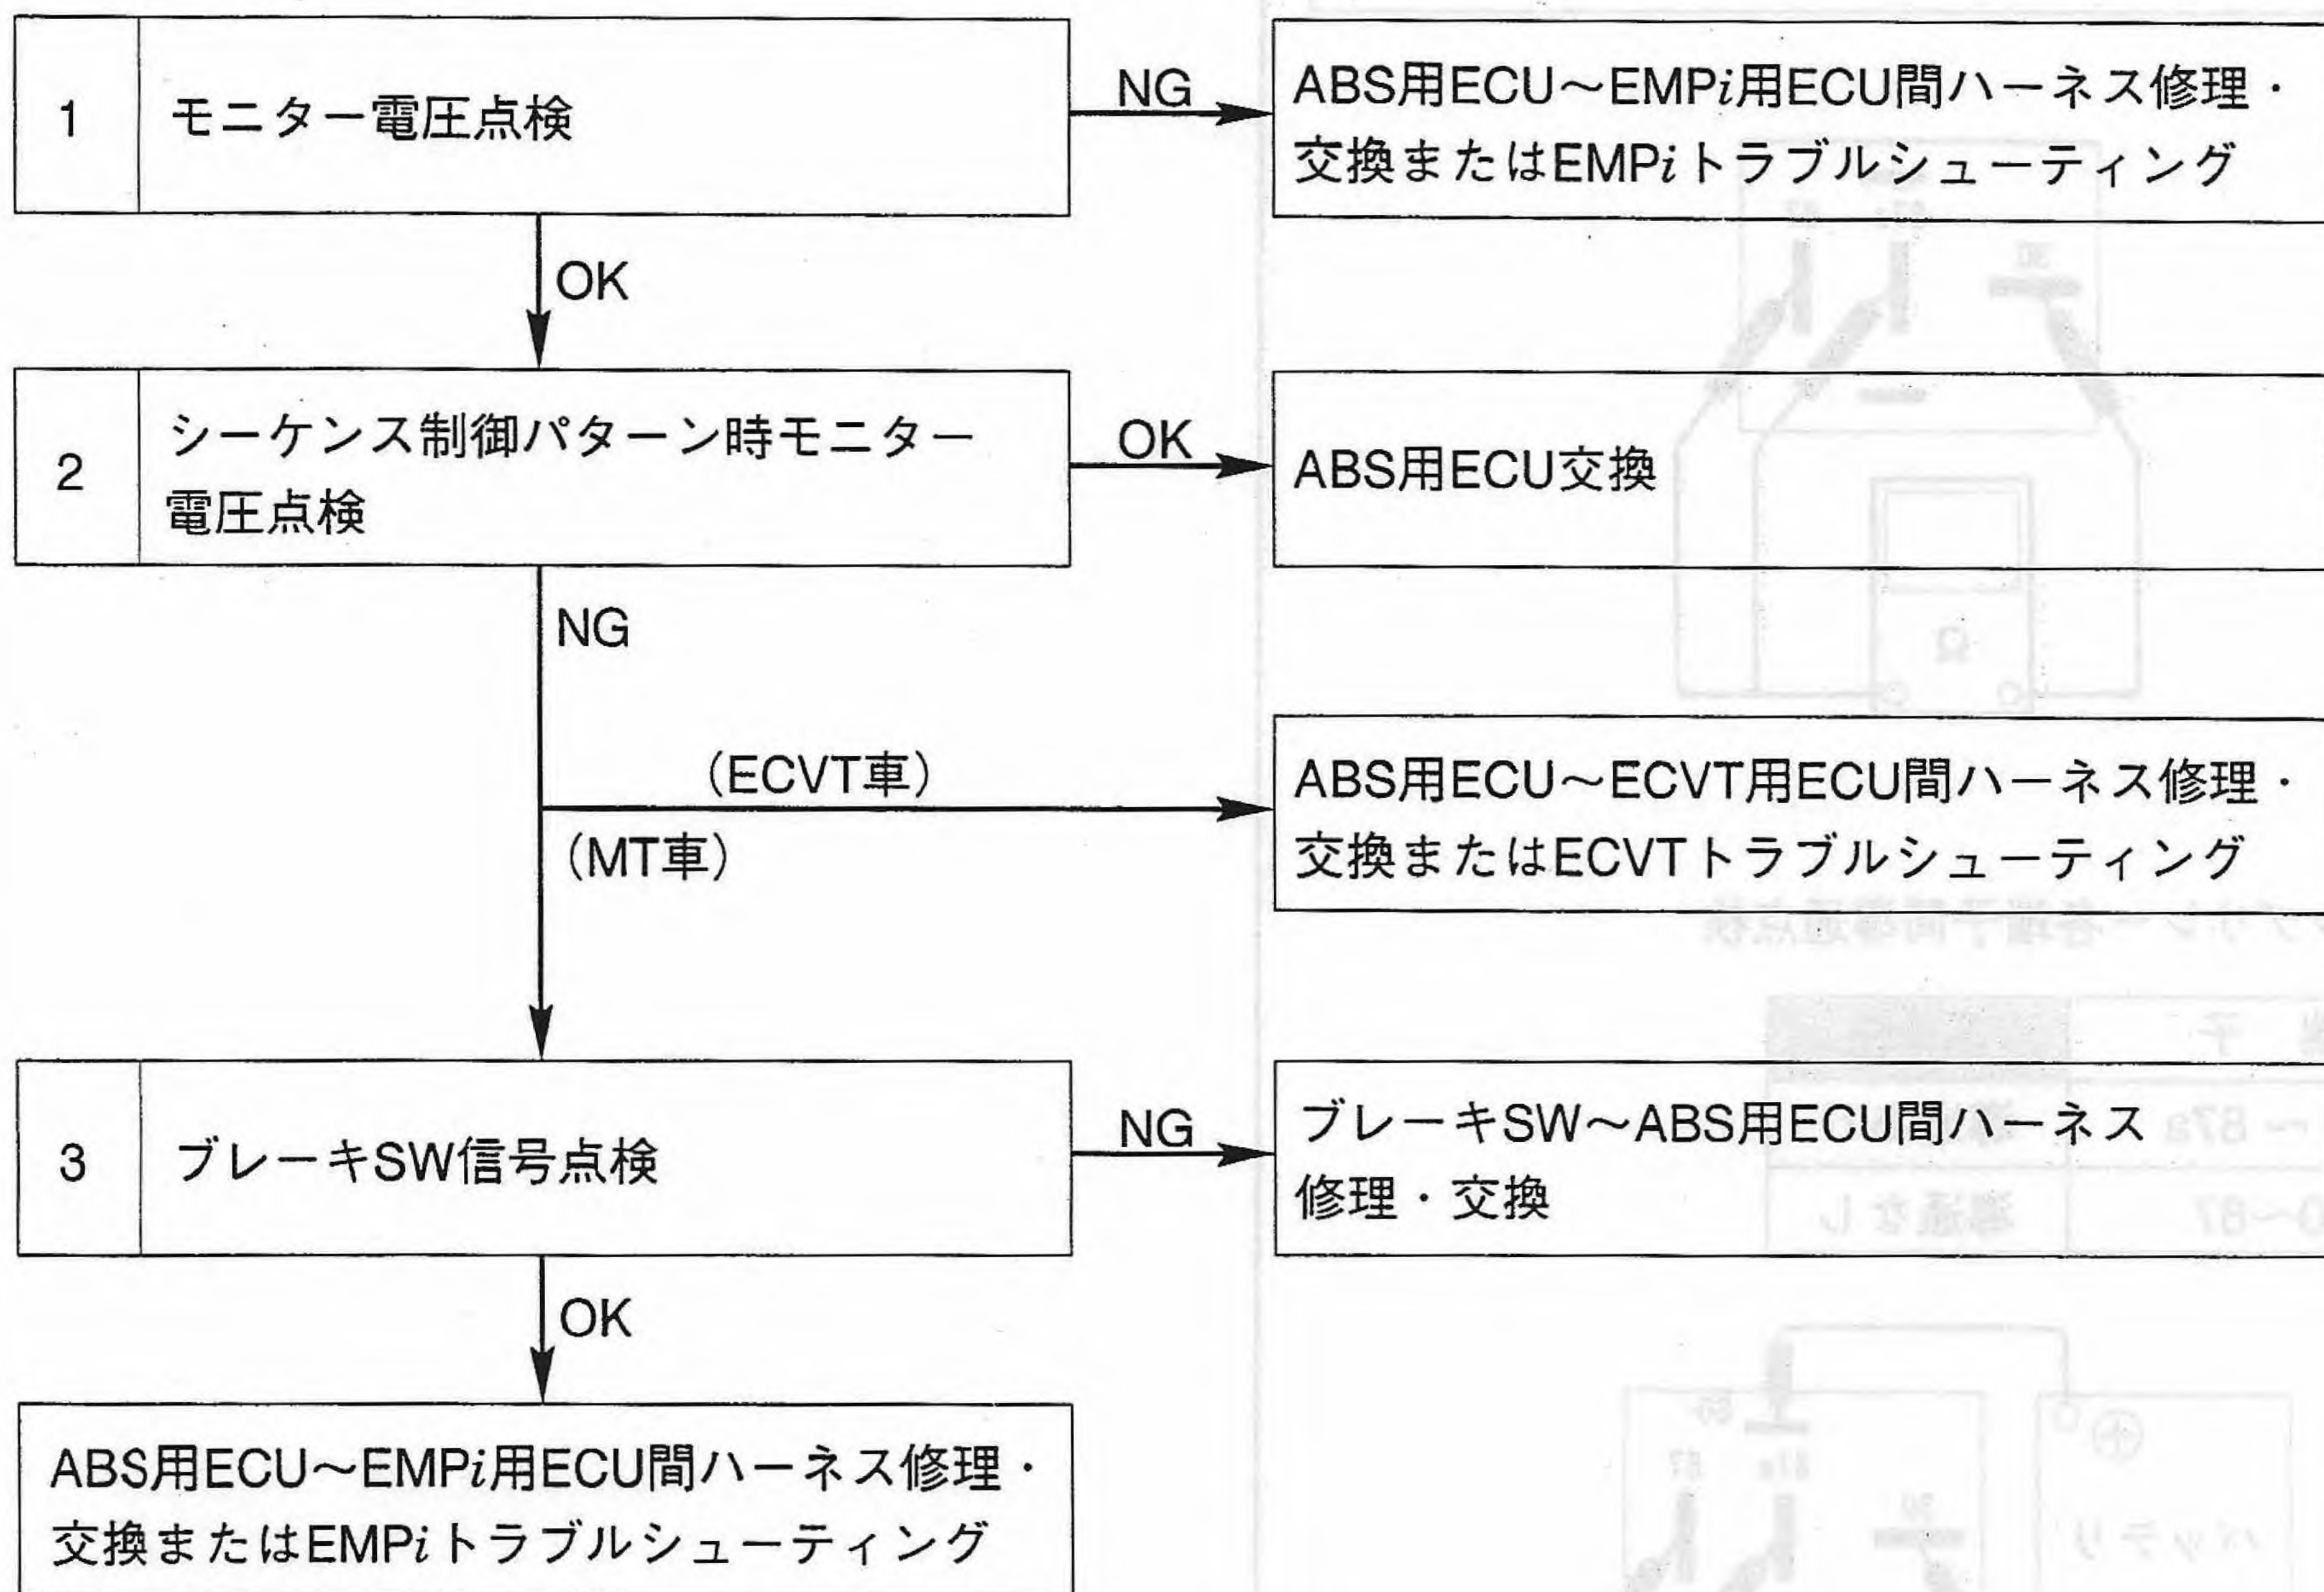 1
モニター電圧点検
NG
ABS用ECU～EMPi用ECU間ハーネス修理・
交換またはEMPiトラブルシューティング
OK
2
シーケンス制御パターン時モニター
電圧点検
OK
ABS用ECU交換
NG
（ECVT車）
ABS用ECU～ECVT用ECU間ハーネス修理・
交換またはECVTトラブルシューティング
（MT車）
3
ブレーキSW信号点検
NG
ブレーキSW～ABS用ECU間ハーネス
修理・交換
OK
ABS用ECU～EMPi用ECU間ハーネス修理・
交換またはEMPiトラブルシューティング